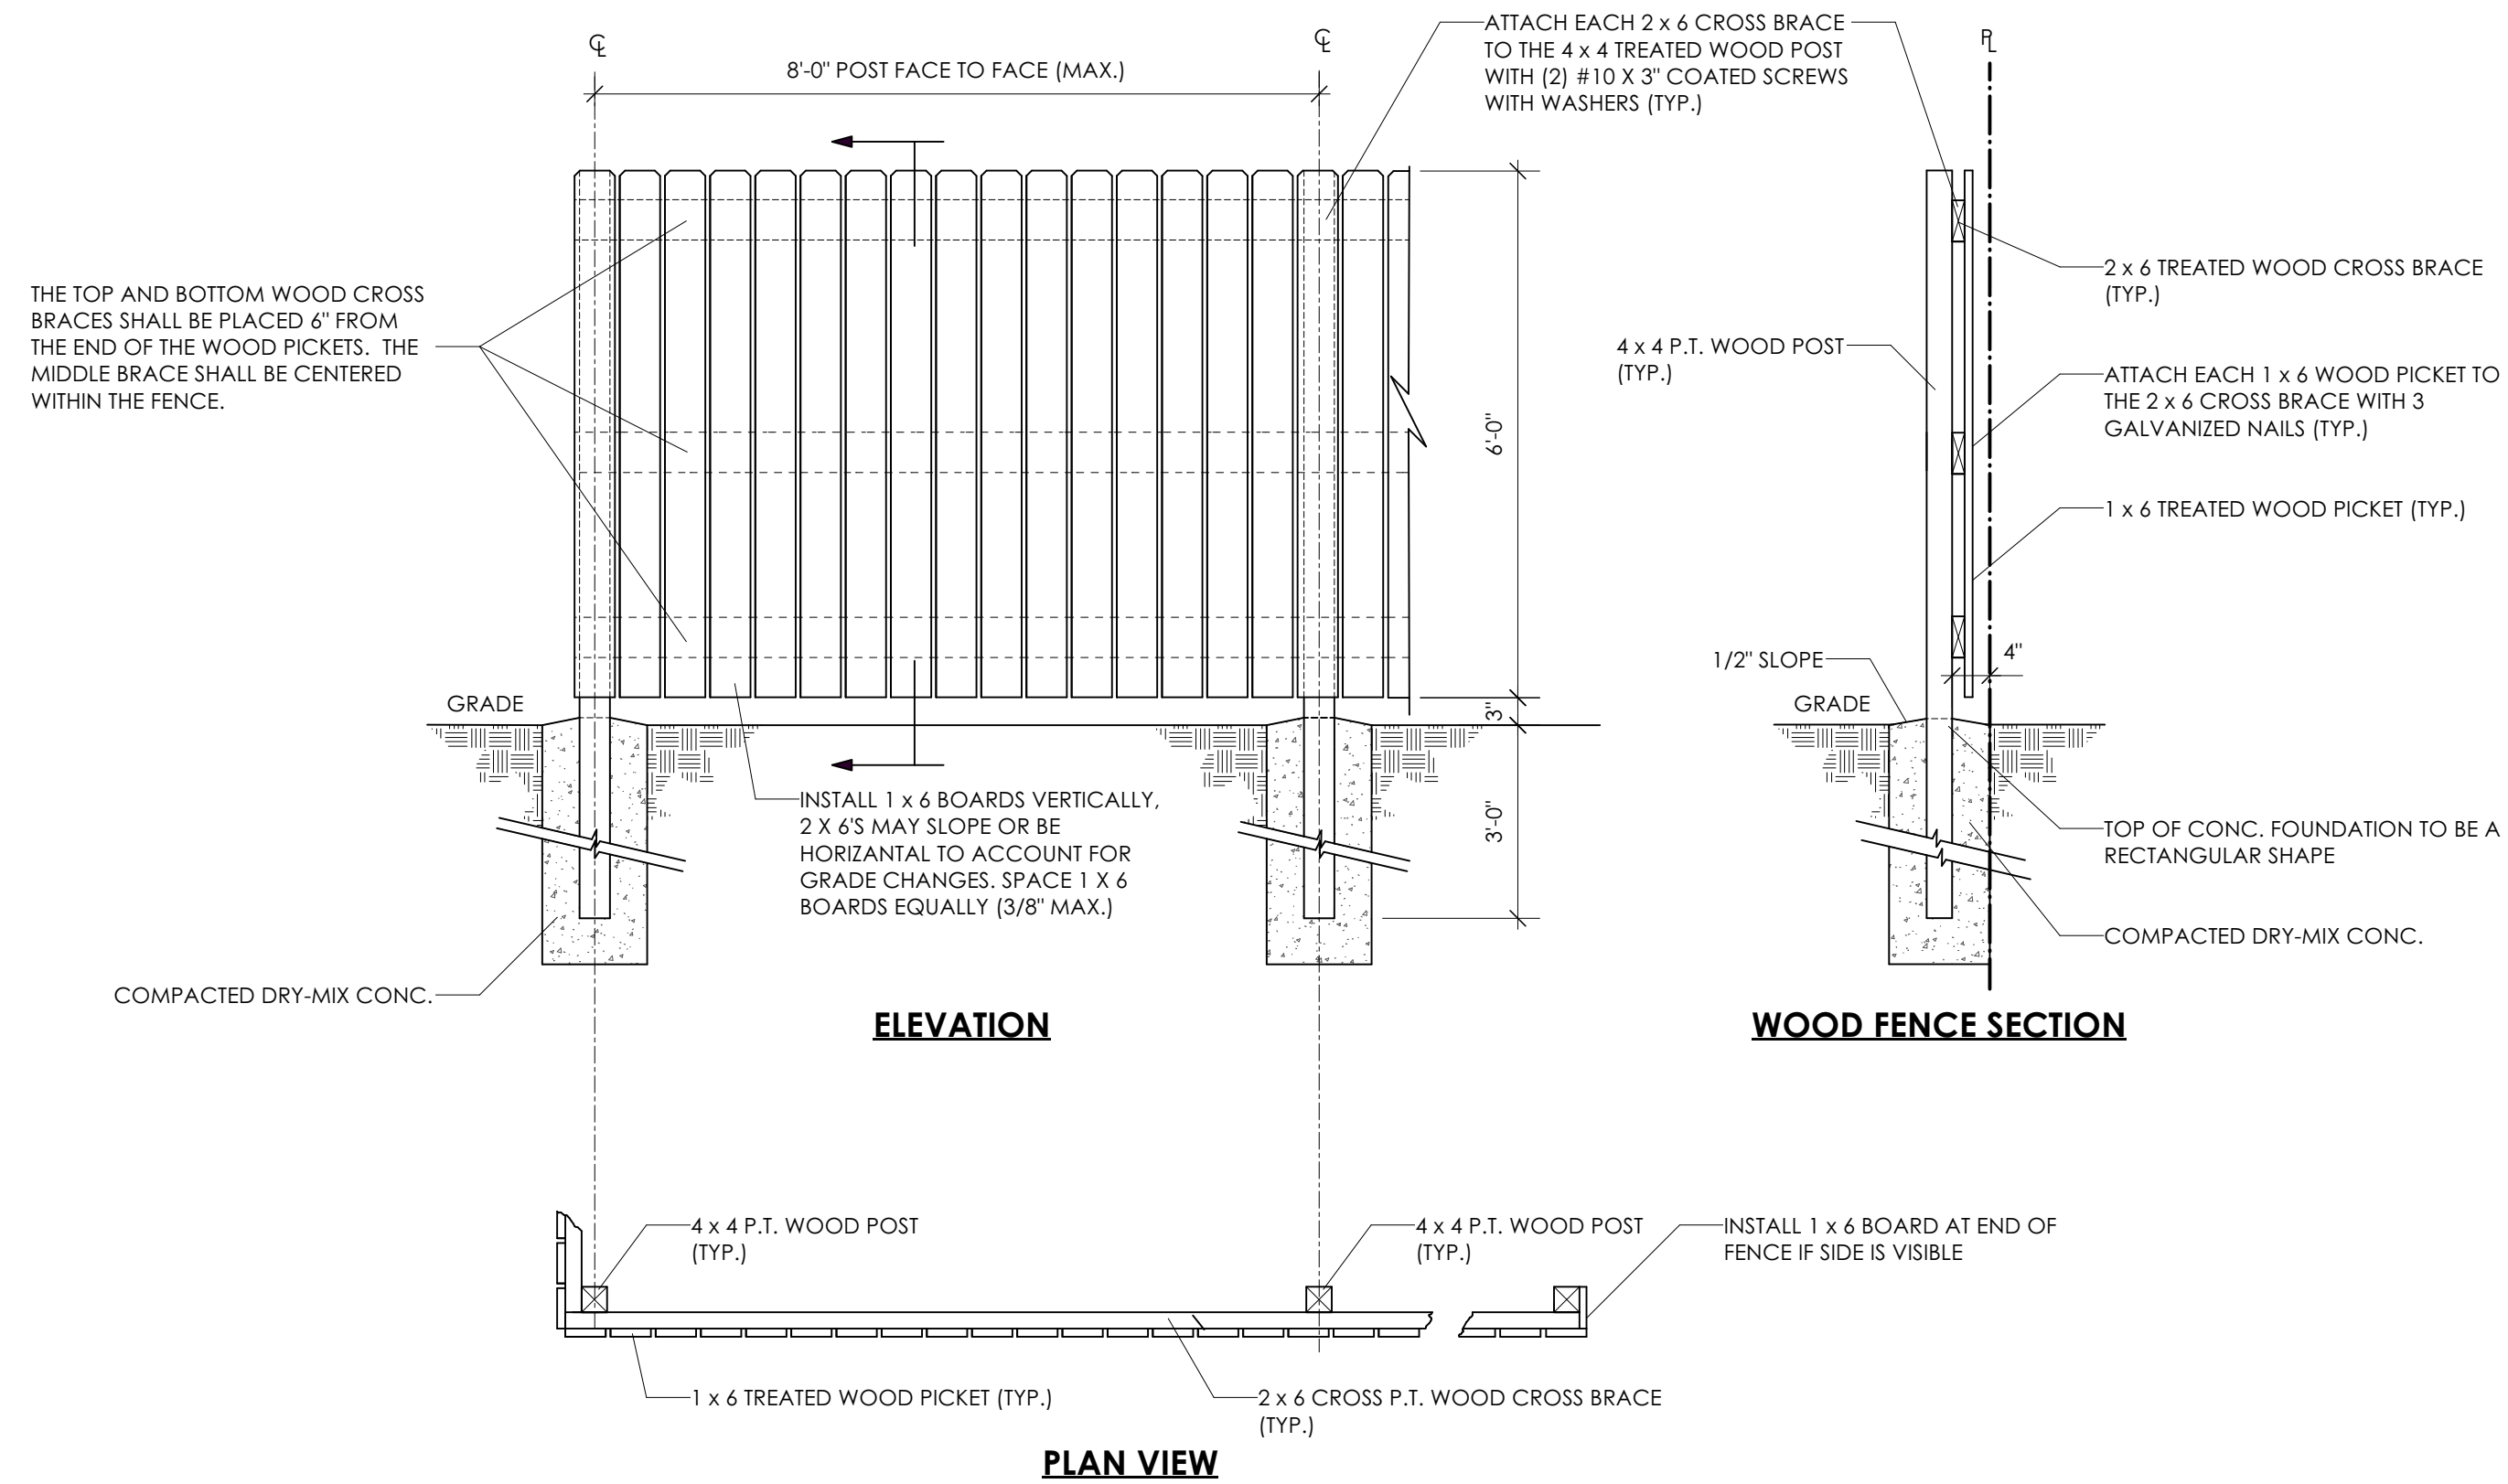 ℄
℄
8'-0" POST FACE TO FACE (MAX.)
ATTACH EACH 2 x 6 CROSS BRACE
TO THE 4 x 4 TREATED WOOD POST
WITH (2) #10 X 3" COATED SCREWS
WITH WASHERS (TYP.)
PL
THE TOP AND BOTTOM WOOD CROSS
BRACES SHALL BE PLACED 6" FROM
THE END OF THE WOOD PICKETS.  THE
MIDDLE BRACE SHALL BE CENTERED
WITHIN THE FENCE.
6'-0"
3"
3'-0"
GRADE
INSTALL 1 x 6 BOARDS VERTICALLY,
2 X 6'S MAY SLOPE OR BE
HORIZANTAL TO ACCOUNT FOR
GRADE CHANGES. SPACE 1 X 6
BOARDS EQUALLY (3/8" MAX.)
COMPACTED DRY-MIX CONC.
ELEVATION
2 x 6 TREATED WOOD CROSS BRACE
(TYP.)
4 x 4 P.T. WOOD POST
(TYP.)
ATTACH EACH 1 x 6 WOOD PICKET TO
THE 2 x 6 CROSS BRACE WITH 3
GALVANIZED NAILS (TYP.)
1 x 6 TREATED WOOD PICKET (TYP.)
1/2" SLOPE
4"
GRADE
TOP OF CONC. FOUNDATION TO BE A
RECTANGULAR SHAPE
COMPACTED DRY-MIX CONC.
WOOD FENCE SECTION
4 x 4 P.T. WOOD POST
(TYP.)
4 x 4 P.T. WOOD POST
(TYP.)
INSTALL 1 x 6 BOARD AT END OF
FENCE IF SIDE IS VISIBLE
1 x 6 TREATED WOOD PICKET (TYP.)
2 x 6 CROSS P.T. WOOD CROSS BRACE
(TYP.)
PLAN VIEW